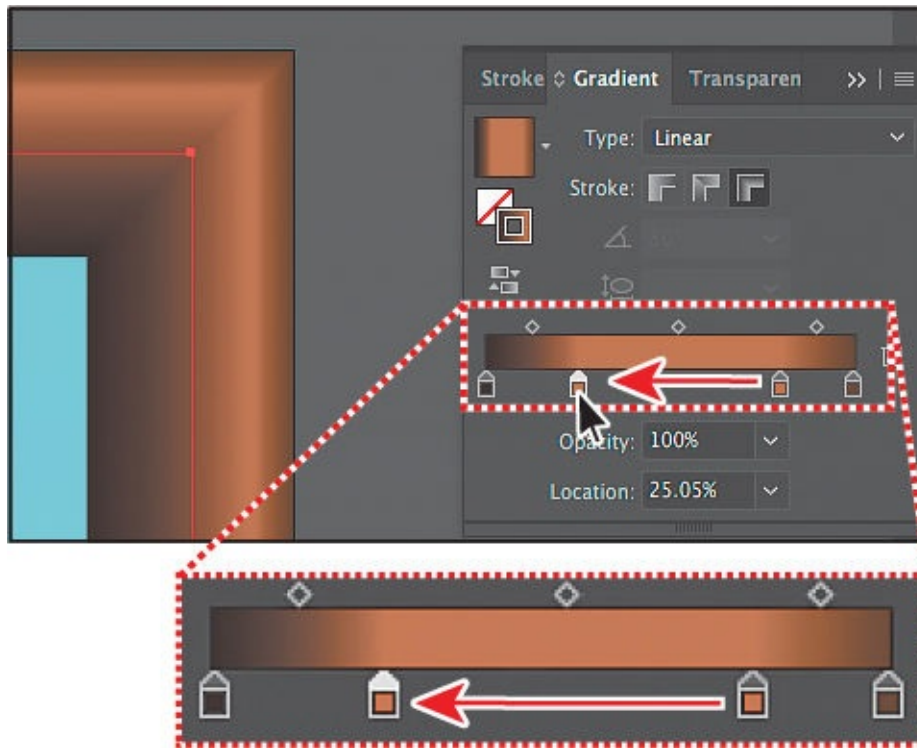 Stroke Gradient Transparen
Type: Linear
Stroke:
Opacity: 100%
Location: 25.05%